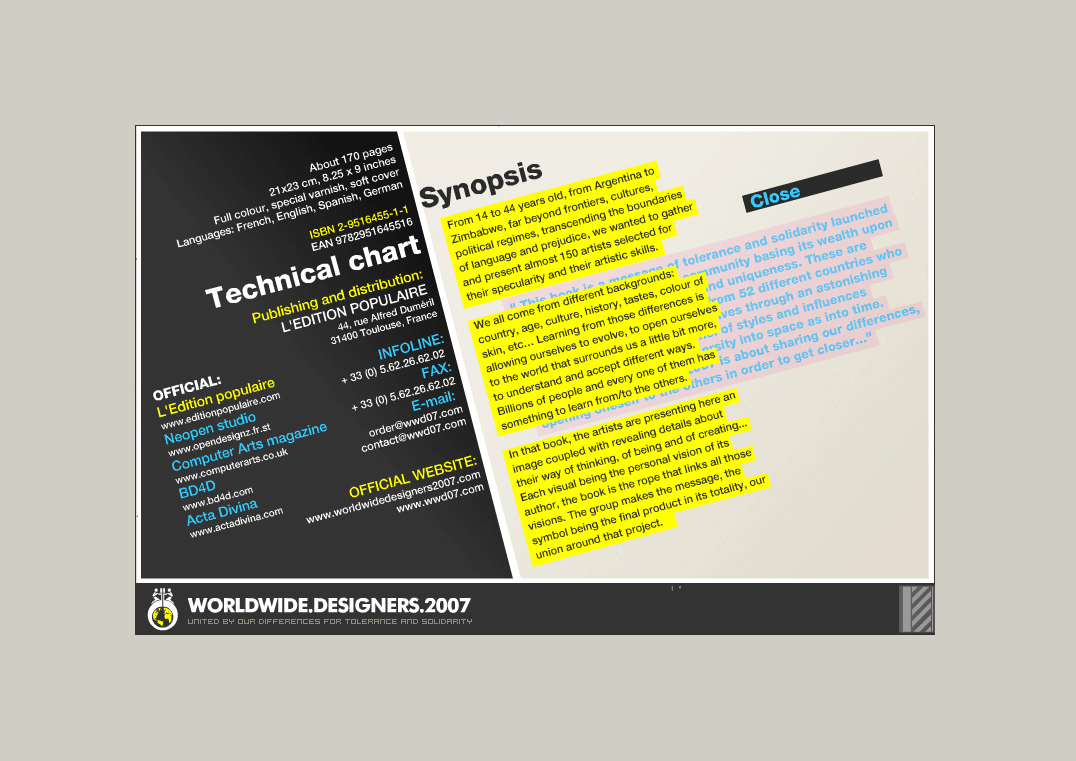 About 170 pages
21x23 cm, 8.25 x 9 inches
Full colour, special varnish, soft cover
Languages: French, English, Spanish, German
ISBN 2-9516455-1-1
EAN 9782951645516
Technical chart
Publishing and distribution:
L'EDITION POPULAIRE
44, rue Alfred Duméril
31400 Toulouse, France
INFOLINE:
+ 33 (0) 5.62.26.62.02
FAX:
+ 33 (0) 5.62.26.62.02
E-mail:
order@wwd07.com
contact@wwd07.com
OFFICIAL WEBSITE:
www.worldwidedesigners2007.com
www.wwd07.com
OFFICIAL:
L'Edition populaire
www.editionpopulaire.com
Neopen studio
www.opendesignz.fr.st
Computer Arts magazine
www.computerarts.co.uk
BD4D
www.bd4d.com
Acta Divina
www.actadivina.com
Synopsis
From 14 to 44 years old, from Argentina to
Zimbabwe, far beyond frontiers, cultures,
political regimes, transcending the boundaries
of language and prejudice, we wanted to gather
and present almost 150 artists selected for
their specularity and their artistic skills.
We all come from different backgrounds:
country, age, culture, history, tastes, colour of
skin, etc... Learning from those differences is
allowing ourselves to evolve, to open ourselves
to the world that surrounds us a little bit more,
to understand and accept different ways.
Billions of people and every one of them has
something to learn from/to the others.
In that book, the artists are presenting here an
image coupled with revealing details about
their way of thinking, of being and of creating...
Each visual being the personal vision of its
author, the book is the rope that links all those
visions. The group makes the message, the
symbol being the final product in its totality, our
union around that project.
Close
" This book is a message of tolerance and solidarity launched
community basing its wealth upon
and uniqueness. These are
from 52 different countries who
through an astonishing
of styles and influences
into space as into time.
is about sharing our differences,
opening chosen to the others in order to get closer..."
WORLDWIDE.DESIGNERS.2007
UNITED BY OUR DIFFERENCES FOR TOLERANCE AND SOLIDARITY